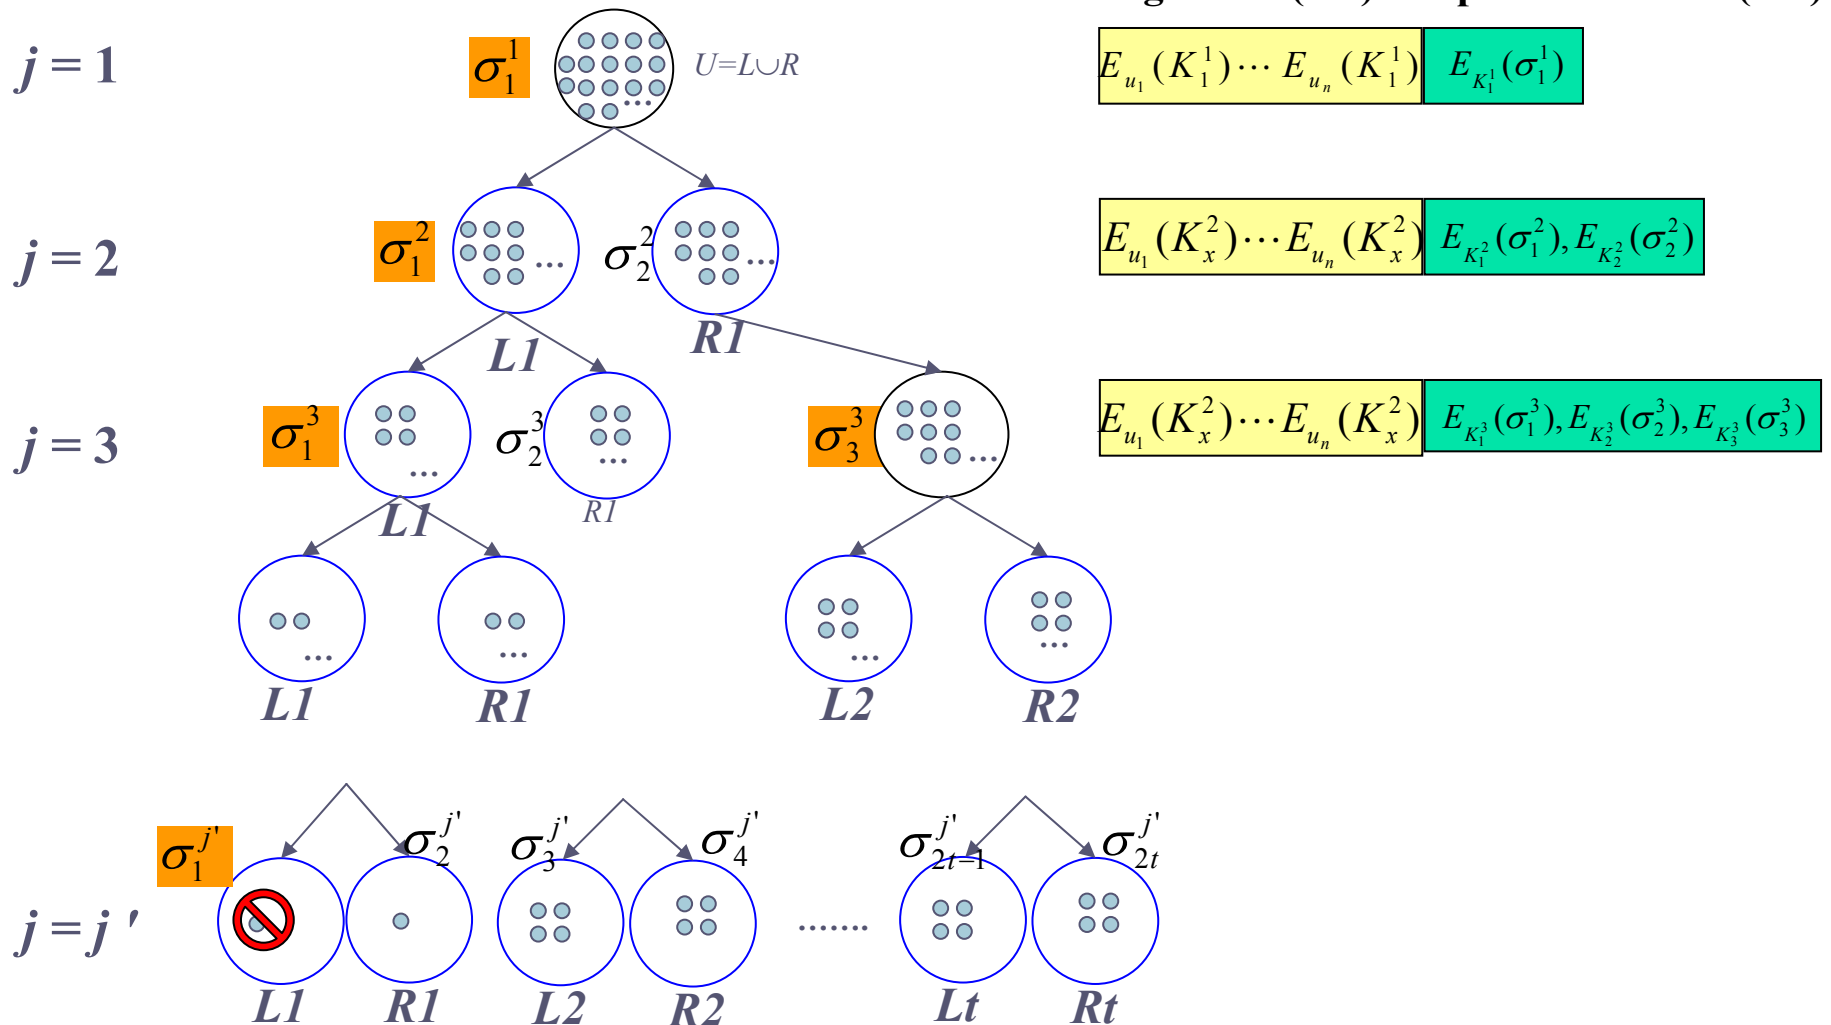 j = 1
σ_1^1
U=L∪R
E_{u_1}(K_1^1)⋯ E_{u_n}(K_1^1)
E_{K_1^1}(σ_1^1)
j = 2
σ_1^2
...
σ_2^2
...
E_{u_1}(K_x^2)⋯E_{u_n}(K_x^2)
E_{K_1^2}(σ_1^2), E_{K_2^2}(σ_2^2)
L1
R1
j = 3
σ_1^3
...
σ_2^3
...
σ_3^3
...
E_{u_1}(K_x^2)⋯E_{u_n}(K_x^2)
E_{K_1^3}(σ_1^3), E_{K_2^3}(σ_2^3), E_{K_3^3}(σ_3^3)
L1
R1
...
...
...
...
L1
R1
L2
R2
σ_1^{j'}
σ_2^{j'}
σ_3^{j'}
σ_4^{j'}
σ_{2t-1}^{j'}
σ_{2t}^{j'}
j = j '
.......
L1
R1
L2
R2
Lt
Rt